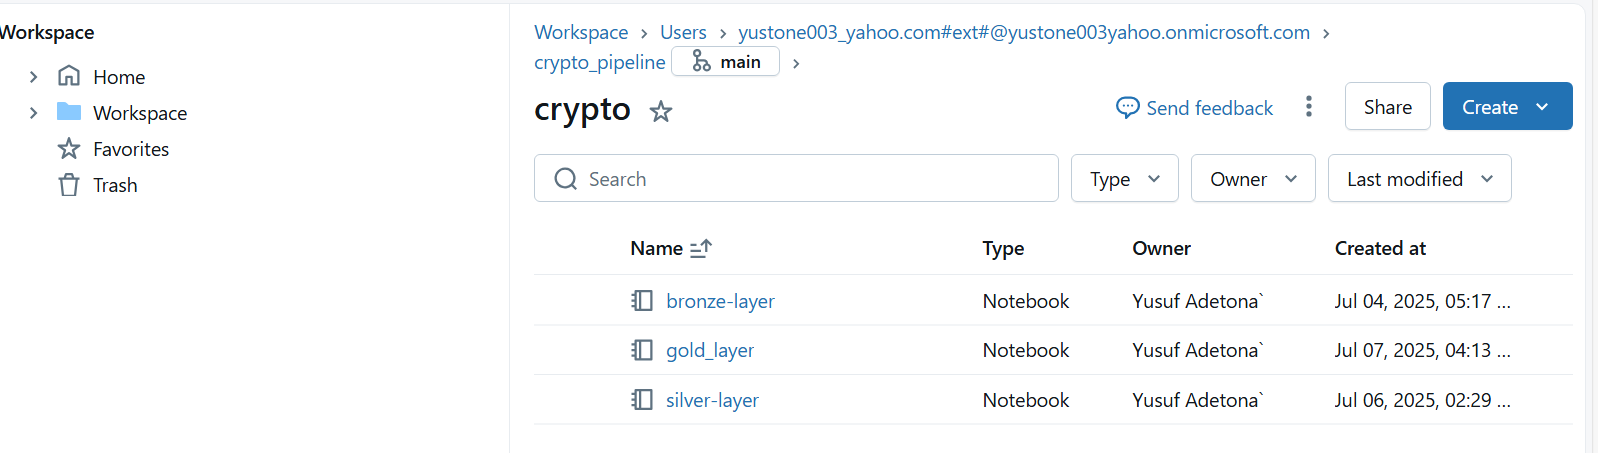 Workspace
Home
Workspace
Favorites
Trash
Workspace > Users > yustone003_yahoo.com#ext#@yustone003yahoo.onmicrosoft.com >
crypto_pipeline main >
crypto
Send feedback
Share
Create
Search
Type
Owner
Last modified
Name Type Owner Created at
bronze-layer Notebook Yusuf Adetona` Jul 04, 2025, 05:17 ...
gold_layer Notebook Yusuf Adetona` Jul 07, 2025, 04:13 ...
silver-layer Notebook Yusuf Adetona` Jul 06, 2025, 02:29 ...